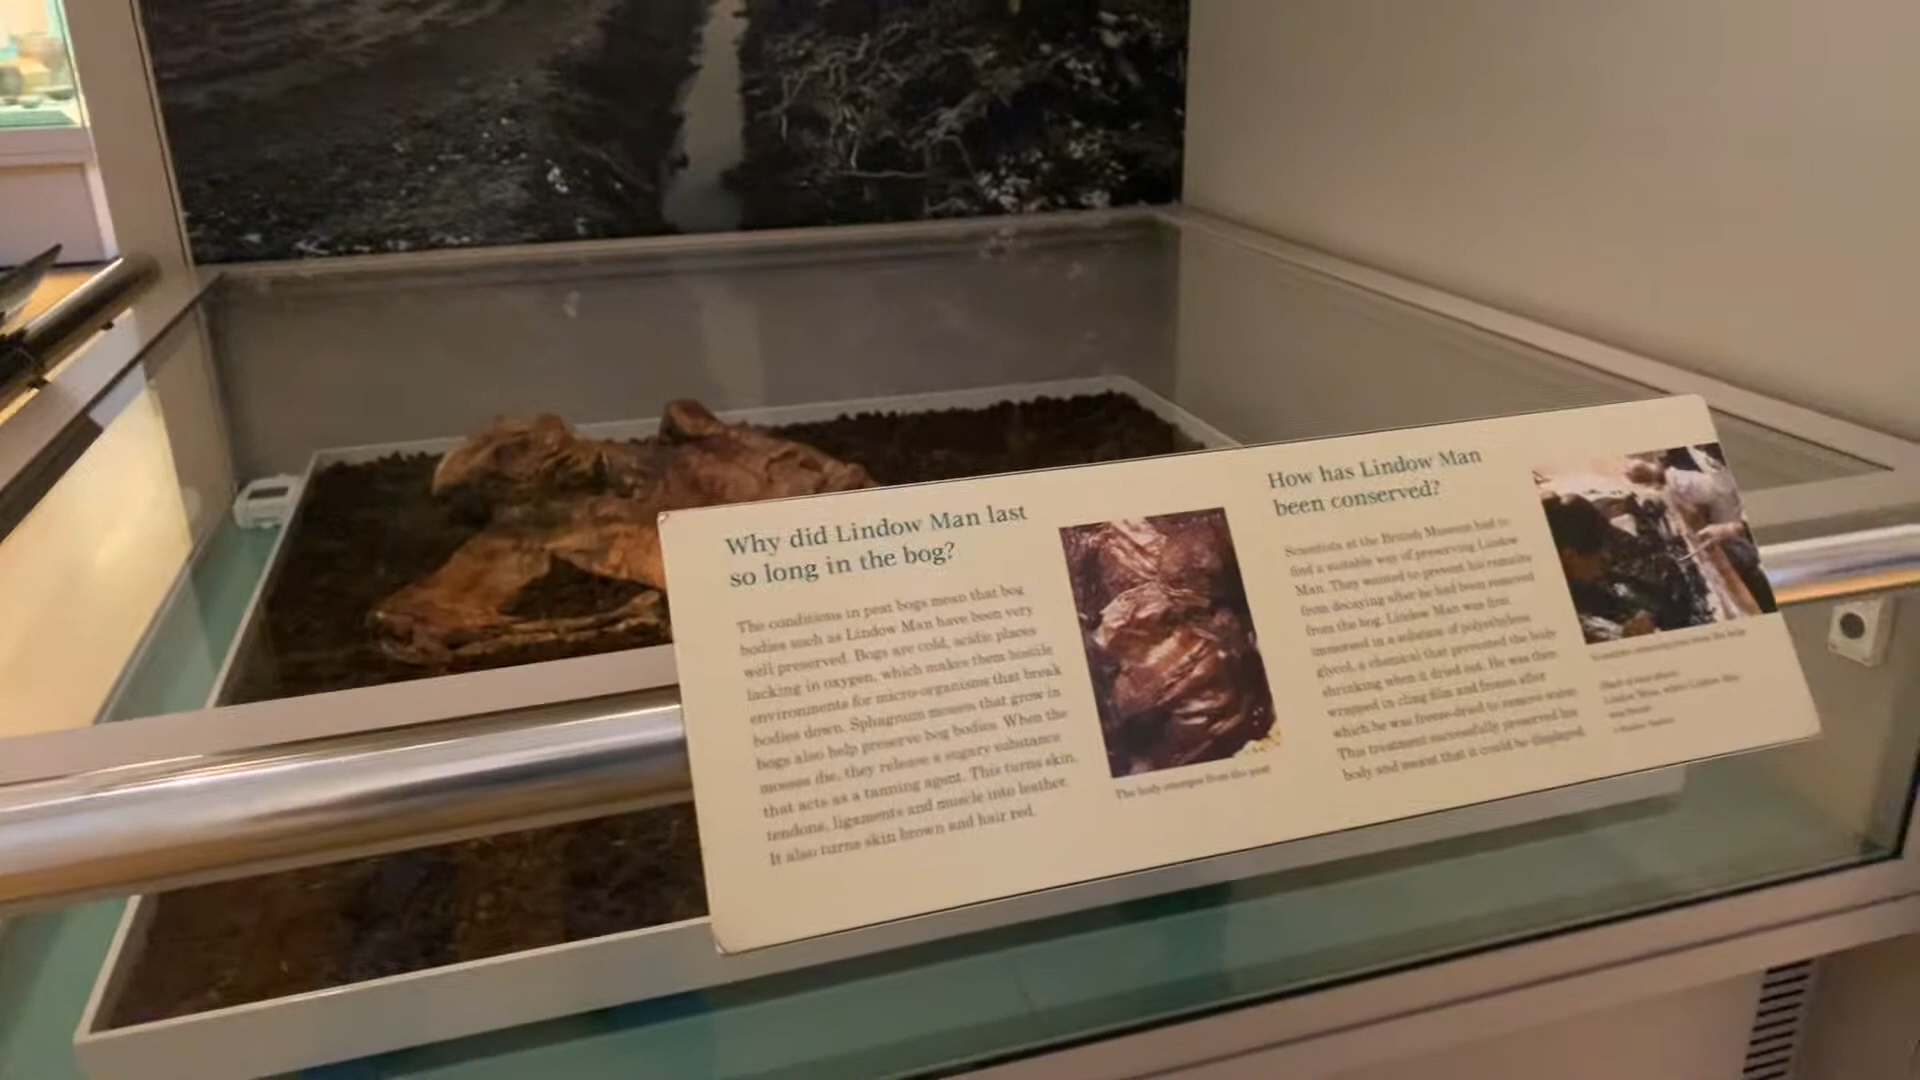 Why did Lindow Man last
so long in the bog?
The conditions in peat bogs mean that bog
bodies such as Lindow Man have been very
well preserved. Bogs are cold, acidic places
lacking in oxygen, which makes them hostile
environments for micro-organisms that break
bodies down. Sphagnum mosses that grow in
bogs also help preserve bog bodies. When the
mosses die, they release a sugary substance
that acts as a tanning agent. This turns skin,
tendons, ligaments and muscle into leather.
It also turns skin brown and hair red.
The body emerges from the peat
How has Lindow Man
been conserved?
Scientists at the British Museum had to
find a suitable way of preserving Lindow
Man. They wanted to prevent his remains
from decaying after he had been removed
from the bog. Lindow Man was first
immersed in a solution of polyethylene
glycol, a chemical that prevented the body
shrinking when it dried out. He was then
wrapped in cling film and frozen after
which he was freeze-dried to remove water.
This treatment successfully preserved his
body and meant that it could be displayed.